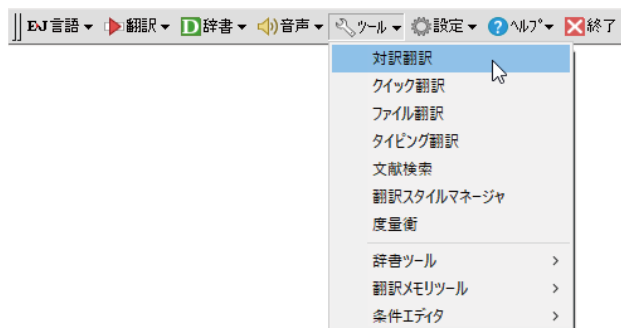 EJ言語 翻訳 D辞書 音声 ツール 設定 ? ヘルプ 終了
対訳翻訳
クイック翻訳
ファイル翻訳
タイピング翻訳
文献検索
翻訳スタイルマネージャ
度量衡
辞書ツール
翻訳メモリツール
条件エディタ